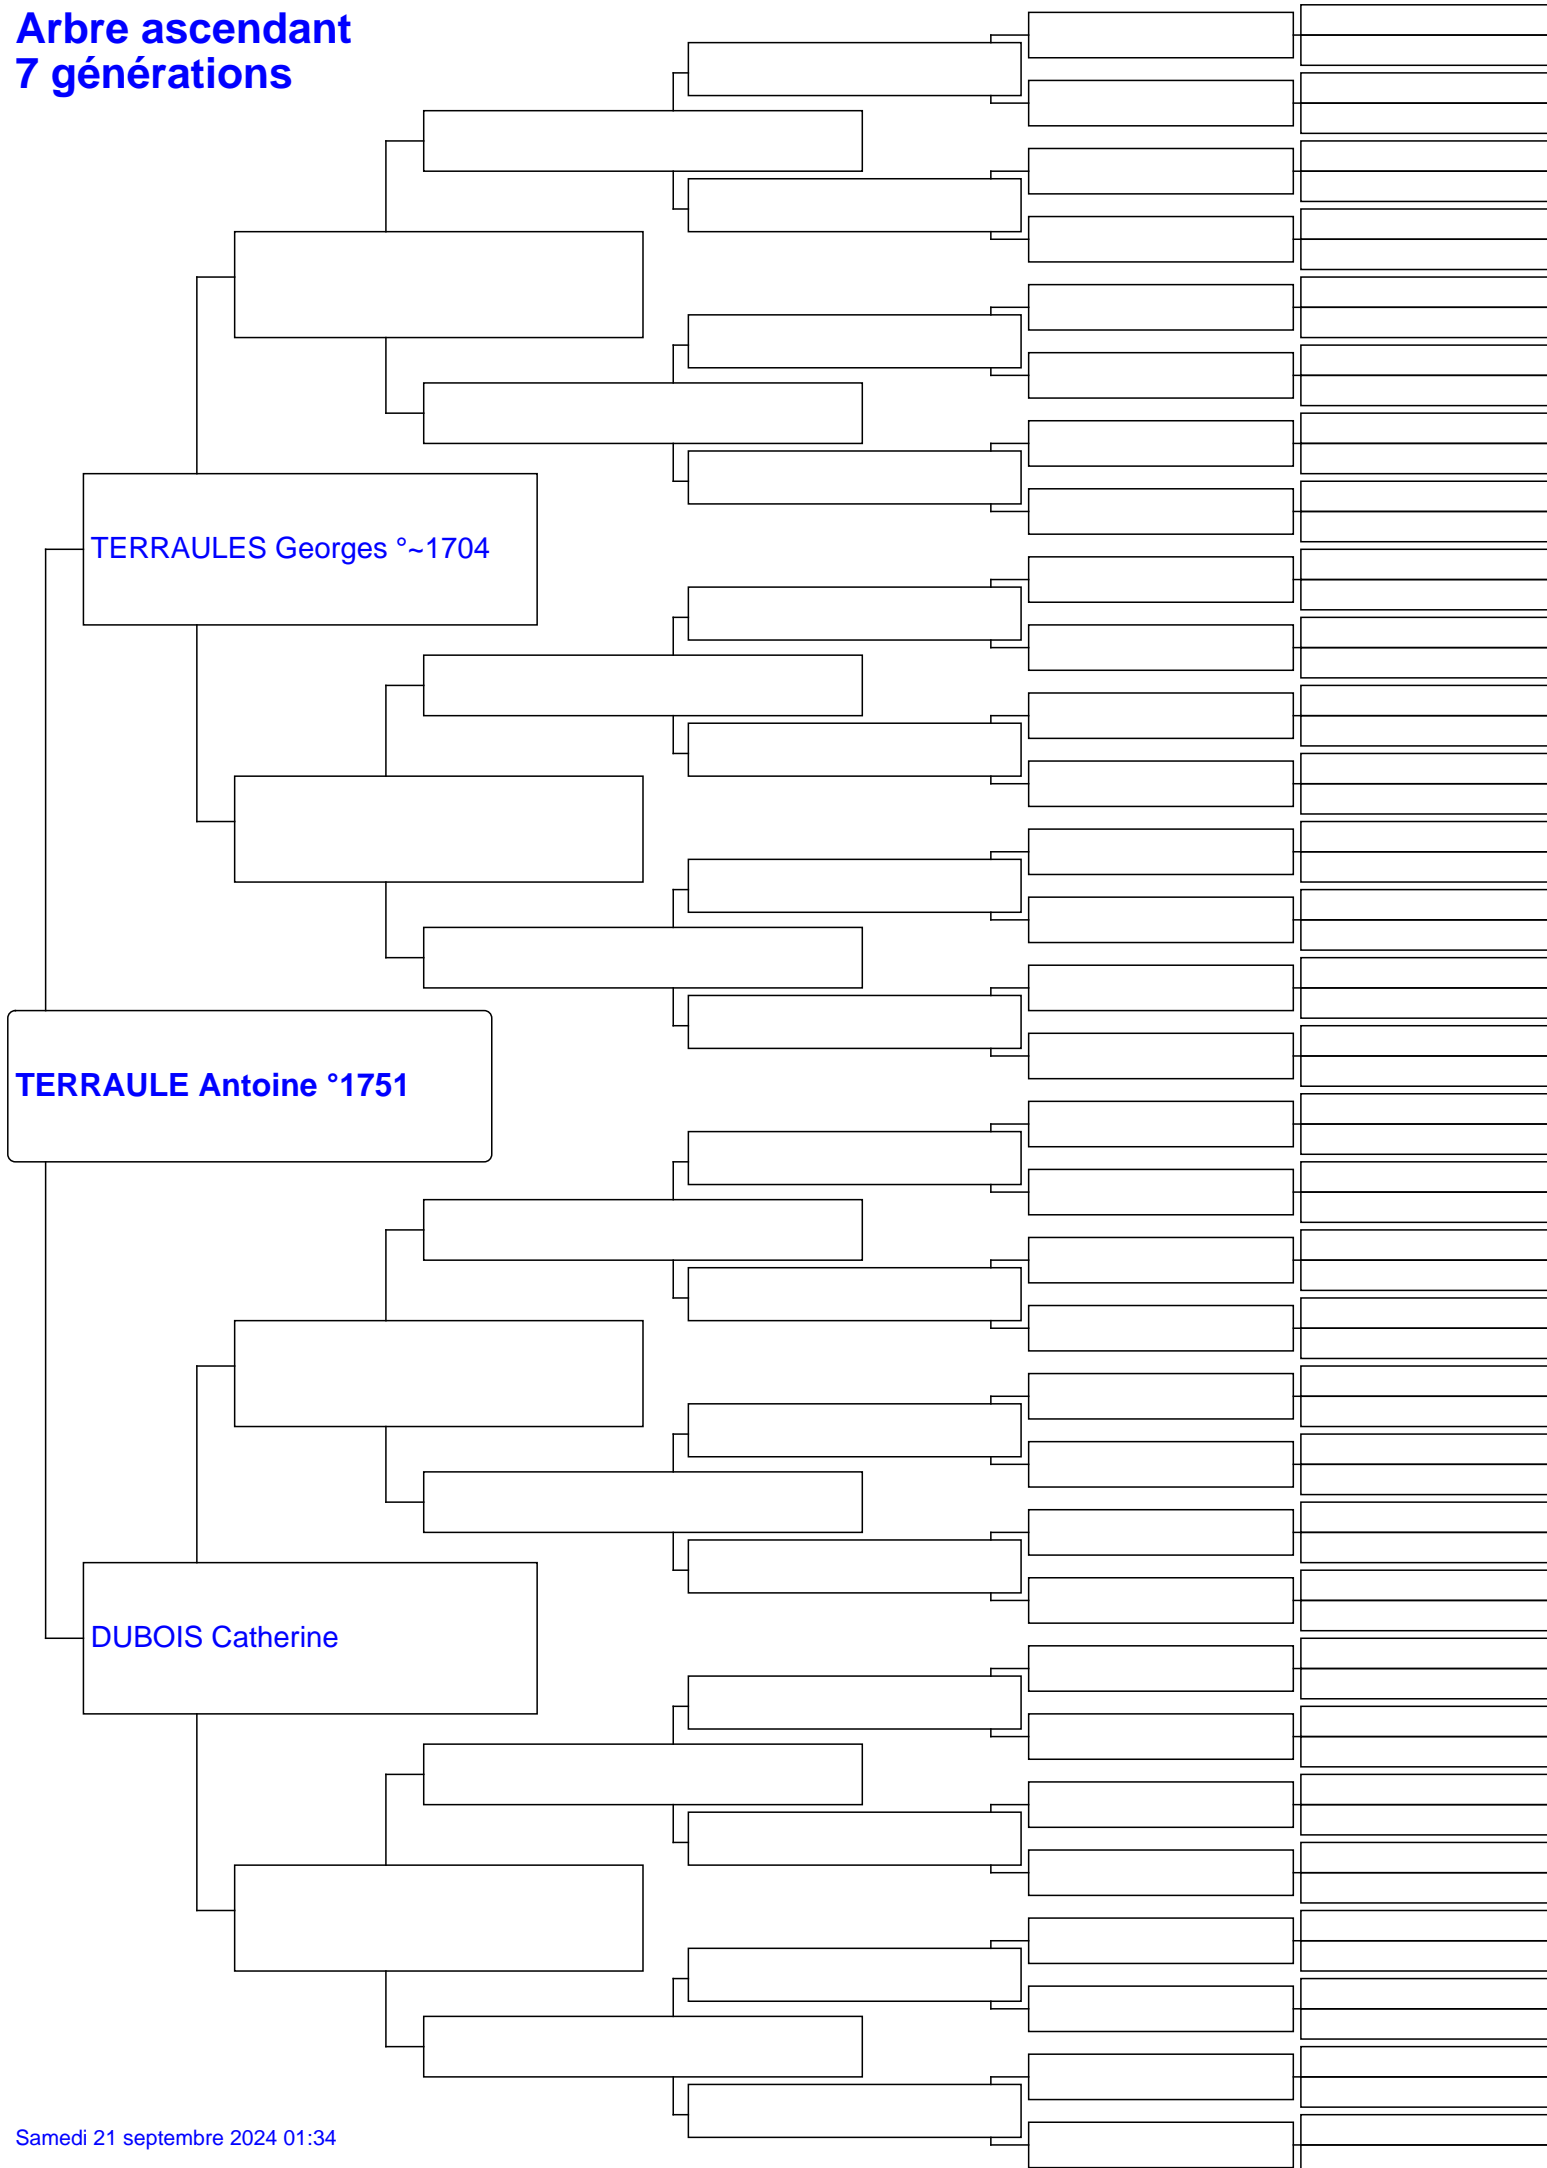 Arbre ascendant
7 générations
TERRAULES Georges °~1704
TERRAULE Antoine °1751
DUBOIS Catherine
Samedi 21 septembre 2024 01:34